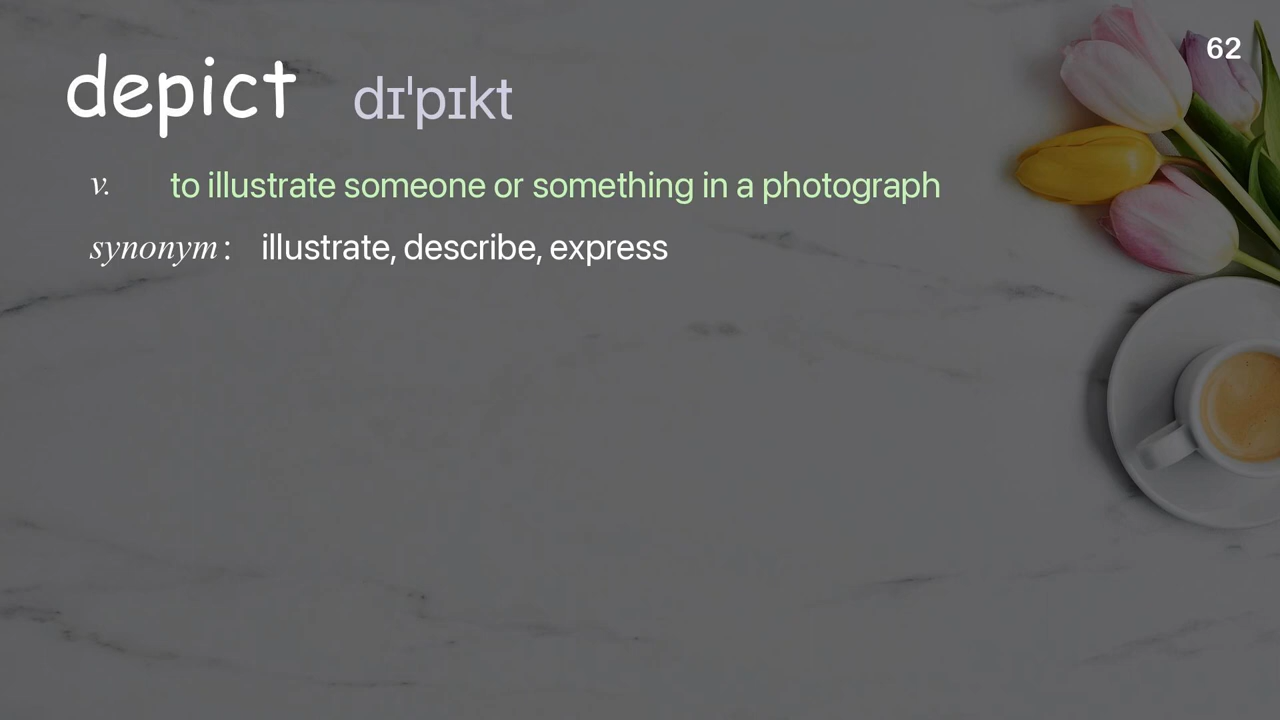 62
depict dɪˈpɪkt
v. to illustrate someone or something in a photograph
synonym: illustrate, describe, express